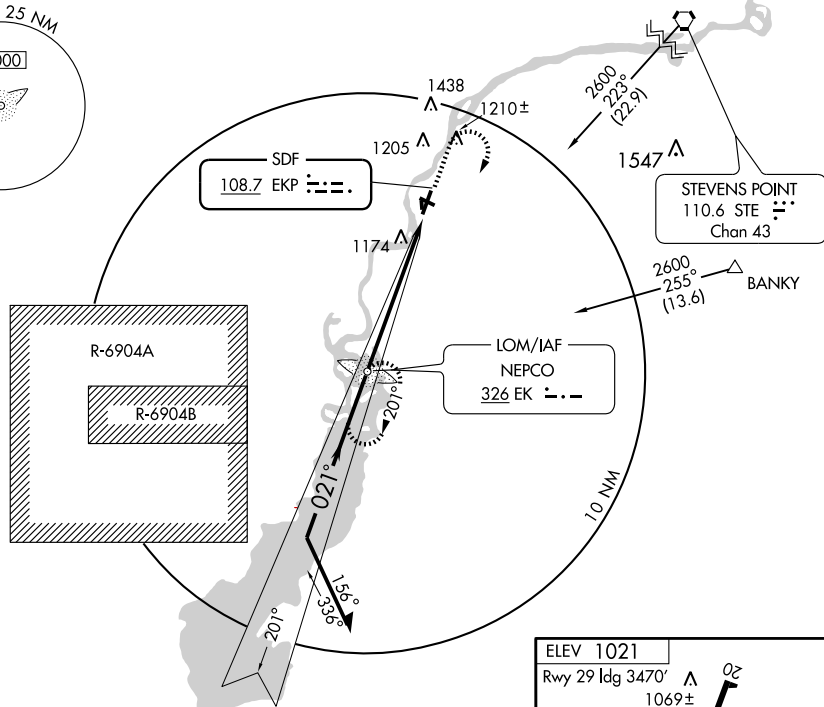 25 NM
1438
1210±
1205
2600
223°
(22.9)
1547
SDF
108.7 EKP
STEVENS POINT
110.6 STE
Chan 43
1174
2600
255°
(13.6)
BANKY
R-6904A
R-6904B
LOM/IAF
NEPCO
326 EK
201°
021°
10 NM
156°
336°
201°
ELEV 1021
Rwy 29 ldg 3470'
1069±
20